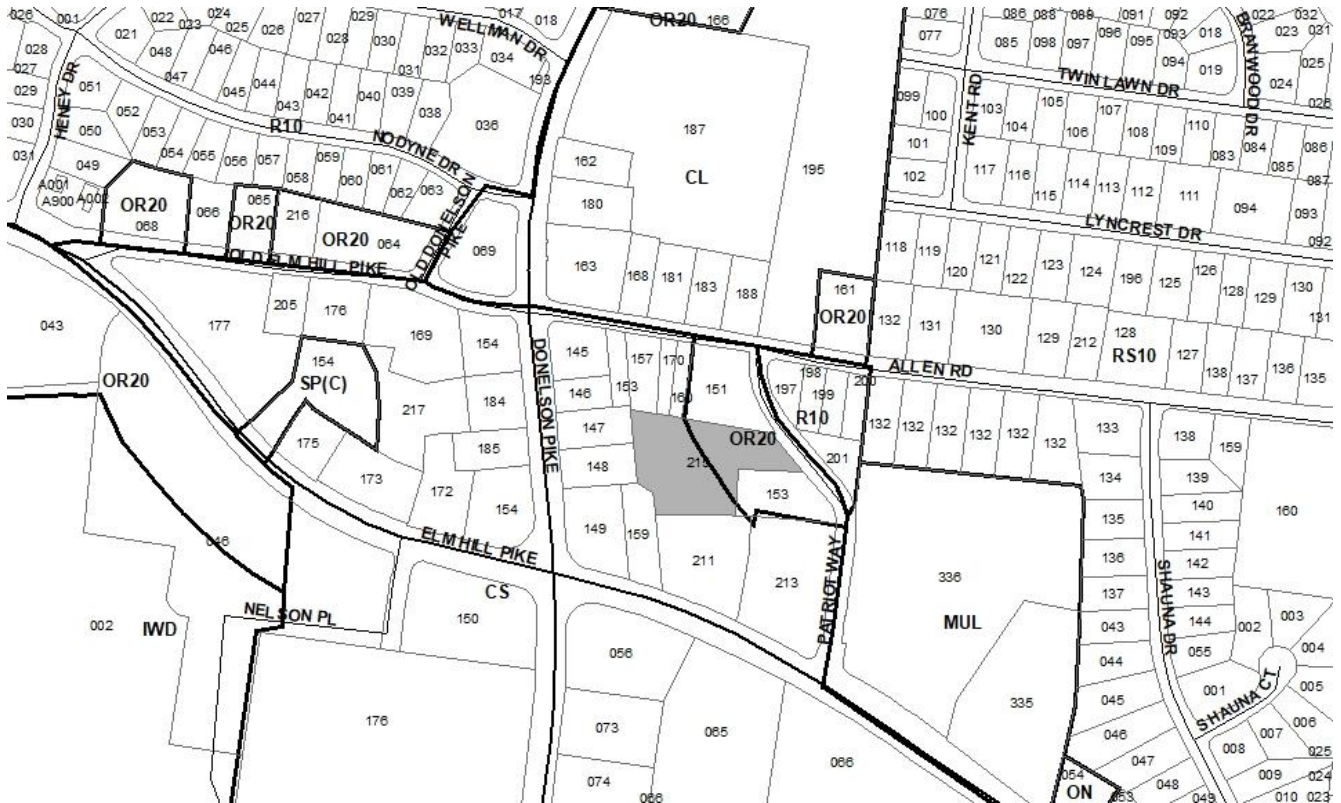 026 001 022 024 027 029 017 018 OR20 166 076 086 088 089 091 092 022 032
021 025 026 028 030 032 033 WELLMAN DR 034 193 077 085 098 097 096 095 093 018 BRANWOOD DR 023 031
028 048 046 031 094 019 025
027 047 045 044 043 042 041 040 039 038 036 TWIN LAWN DR 024 026
029 HENEY DR 051 052 R10 NODYNE DR 187 099 100 KENT RD 103 104 105 106 107 108 109 110 083 084 085 086
030 050 053 054 055 056 057 058 059 060 061 062 063 162 CL 195 101 102 117 116 115 114 113 112 111 094 093 087
031 049 A001 A002 A900 OR20 068 066 065 OR20 216 OR20 064 OLD DONELSON PIKE 069 180 LYNCREST DR 092
OLD ELM HILL PIKE 163 168 181 183 188 161 OR20 118 119 120 121 122 123 124 196 125 126 128 129 130 131
043 177 205 176 169 154 132 131 130 129 212 128 RS10 127 138 137 136 135
OR20 154 SP(C) 217 184 DONELSON PIKE 145 146 153 157 170 151 197 198 199 200 R10 ALLEN RD
175 173 185 147 148 OR20 153 201 132 132 132 132 132 132 133 138 159
172 154 149 159 134 139
046 ELM HILL PIKE 211 213 PATRIOT WAY 336 135 140 160
002 IWD NELSON PL CS 150 MUL 136 141
137 142 SHAUNA DR
056 043 143 144 002 003
044 055 004
176 073 065 335 045 001 SHAUNA CT 005
066 046 006
074 066 047 008 007 025
054 ON 053 048 049 009 024 010 023